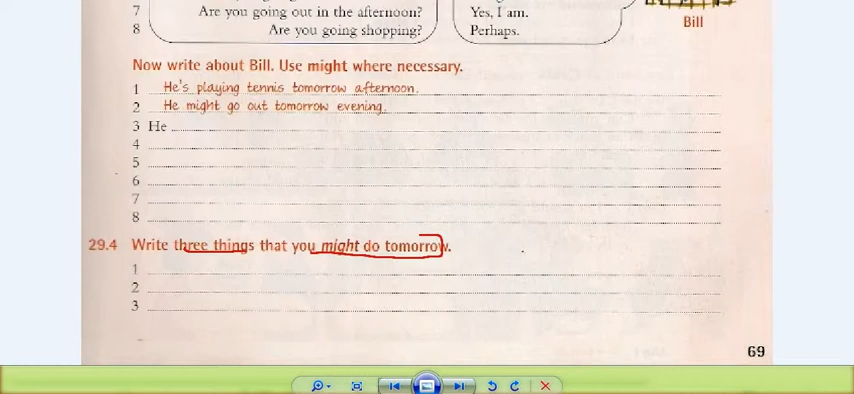 7 Are you going out in the afternoon? Yes, I am.
8 Are you going shopping? Perhaps.
Bill
Now write about Bill. Use might where necessary.
1 He's playing tennis tomorrow afternoon.
2 He might go out tomorrow evening.
3 He
4
5
6
7
8
29.4 Write three things that you might do tomorrow.
1
2
3
69